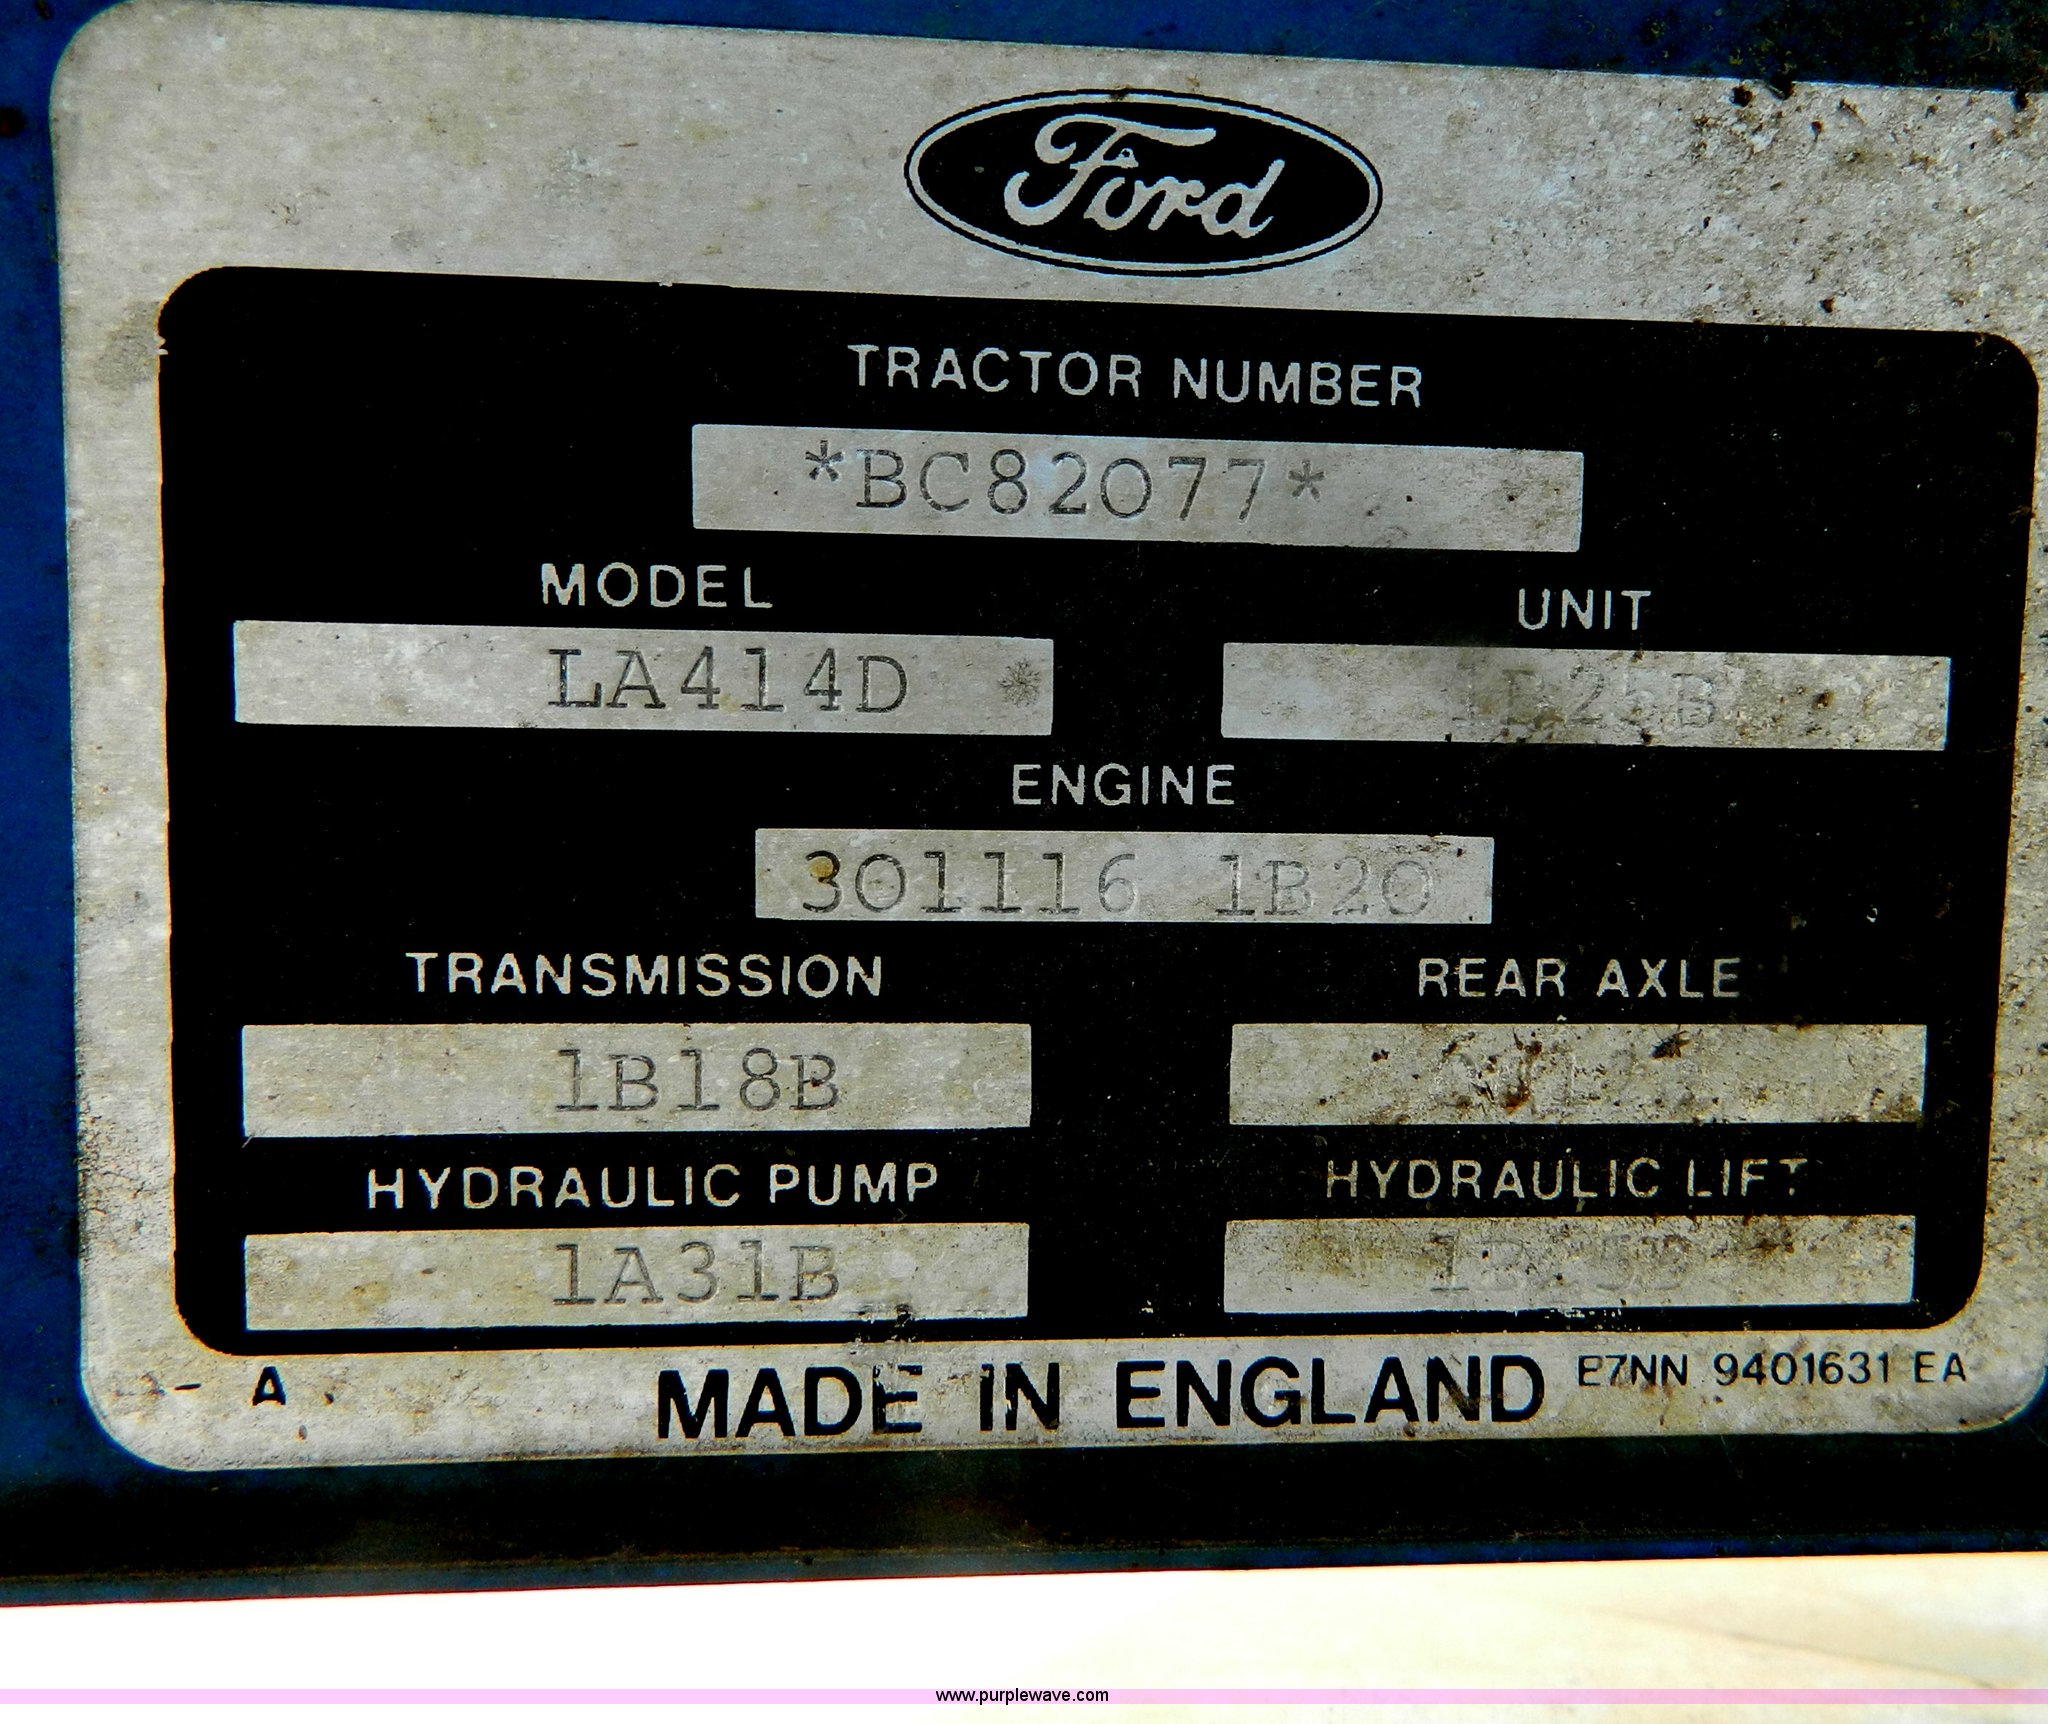 Ford
TRACTOR NUMBER
*BC82077*
MODEL UNIT
LA414D 1B25B
ENGINE
301116 1B20
TRANSMISSION REAR AXLE
1B18B
HYDRAULIC PUMP HYDRAULIC LIFT
1A31B
- A MADE IN ENGLAND E7NN 9401631 EA
www.purplewave.com